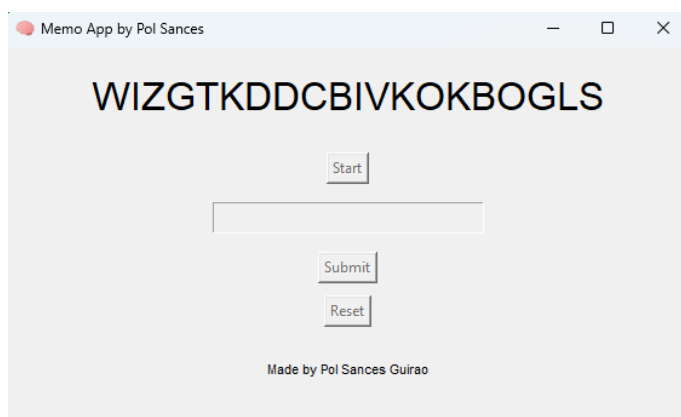 Memo App by Pol Sances
WIZGTKDDCBIVKOKBOGLS
Start
Submit
Reset
Made by Pol Sances Guirao